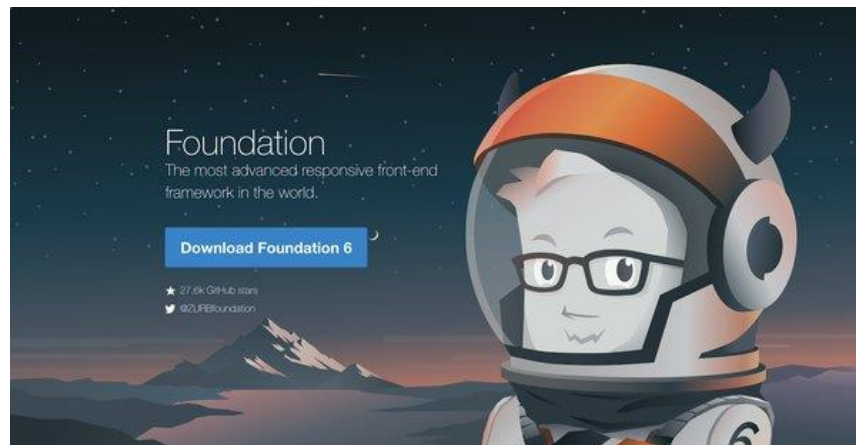 Foundation
The most advanced responsive front-end
framework in the world.
Download Foundation 6
27.6k GitHub stars
@ZURBfoundation
6